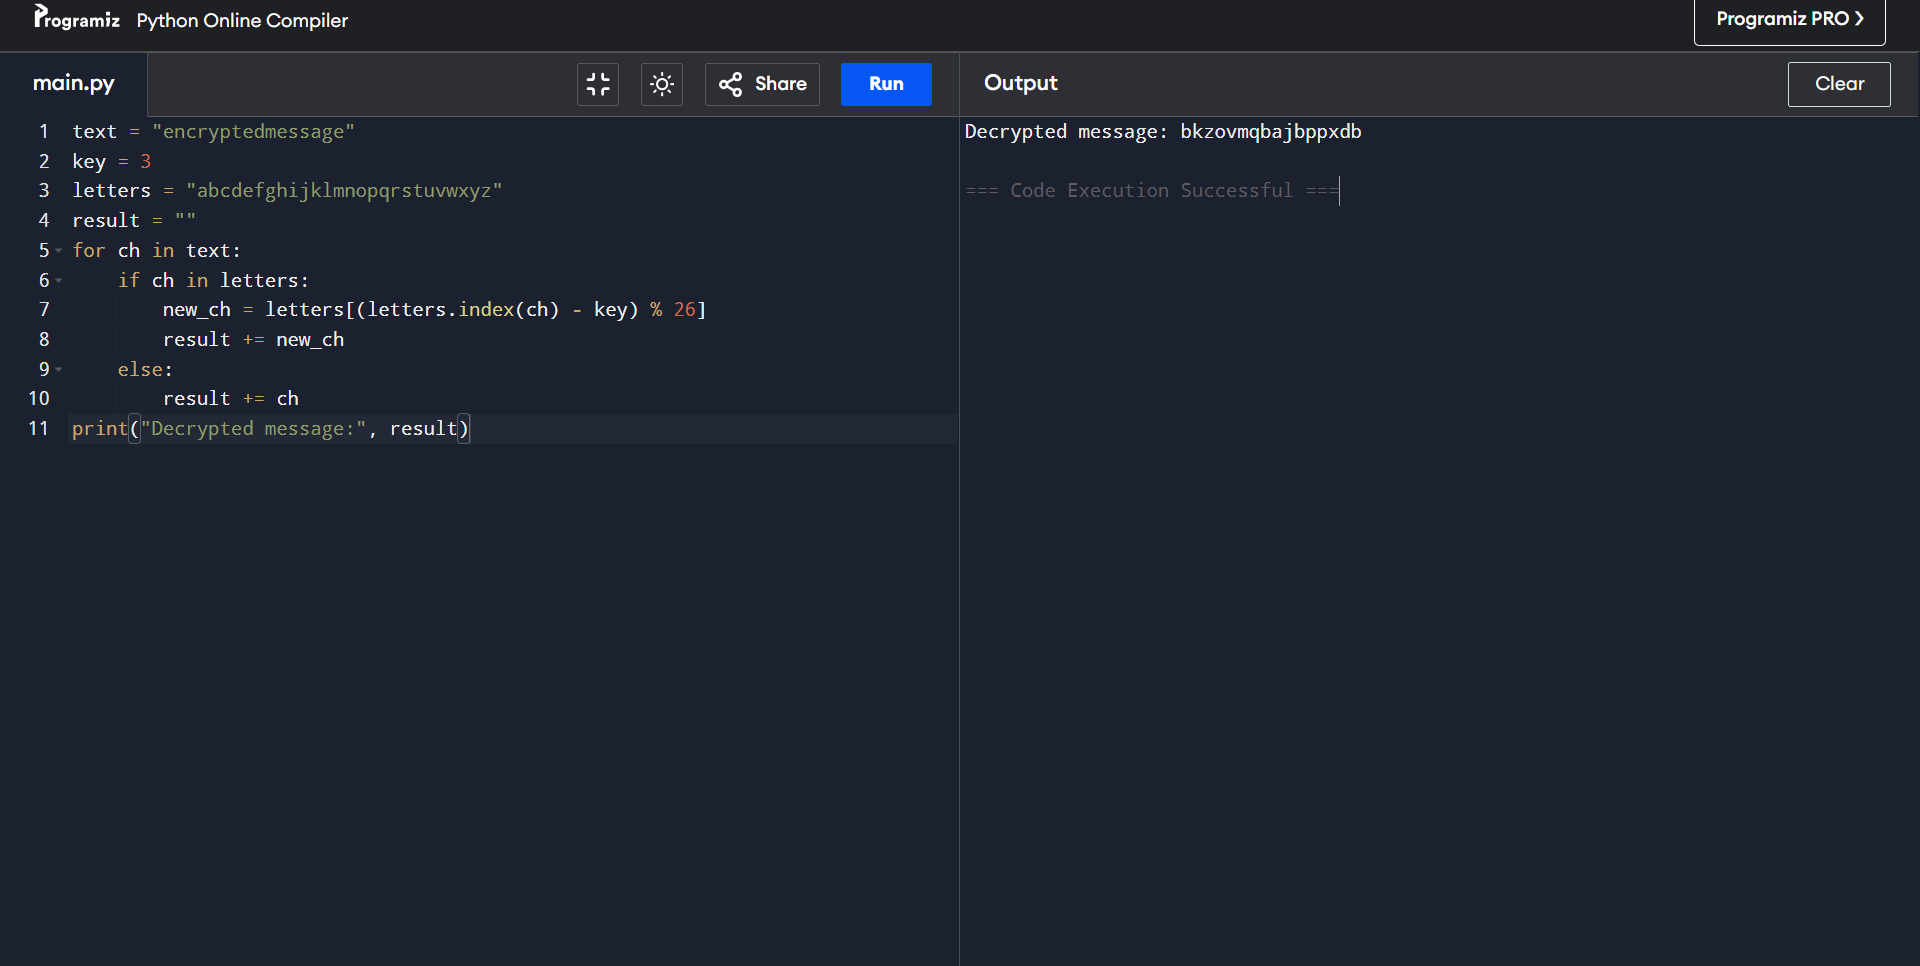 Programiz Python Online Compiler
Programiz PRO ❯
main.py
Share
Run
Output
Clear
1 text = "encryptedmessage"
2 key = 3
3 letters = "abcdefghijklmnopqrstuvwxyz"
4 result = ""
5 for ch in text:
6     if ch in letters:
7         new_ch = letters[(letters.index(ch) - key) % 26]
8         result += new_ch
9     else:
10         result += ch
11 print("Decrypted message:", result)
Decrypted message: bkzovmqbajbppxdb
=== Code Execution Successful ===